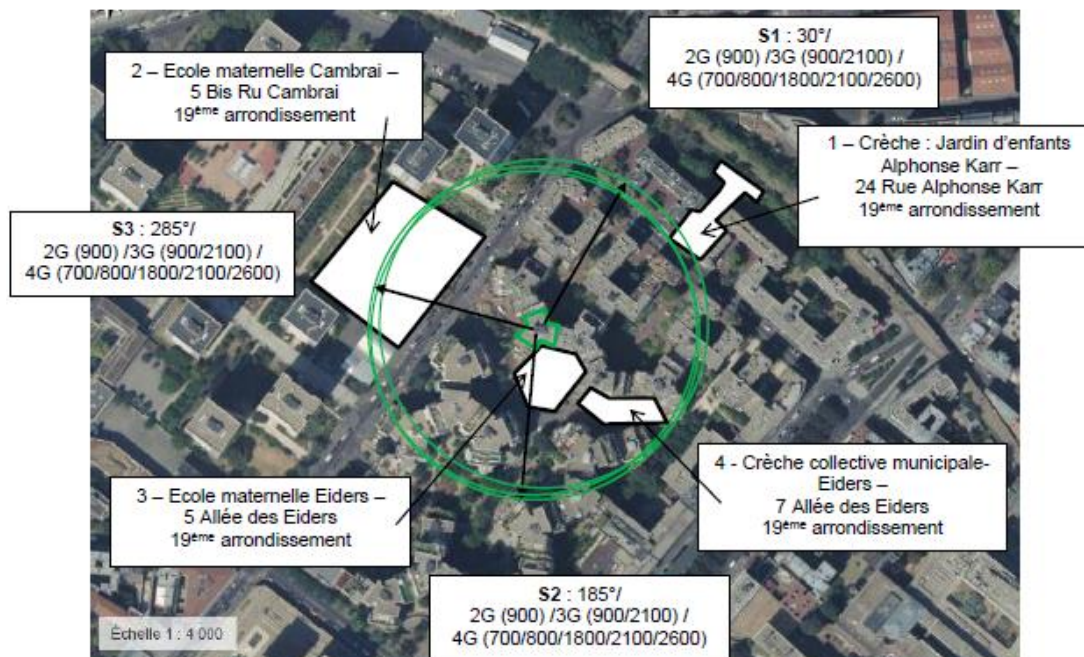 S1 : 30°/
2G (900) /3G (900/2100) /
4G (700/800/1800/2100/2600)
2 – Ecole maternelle Cambrai –
5 Bis Ru Cambrai
19ème arrondissement
1 – Crèche : Jardin d'enfants
Alphonse Karr –
24 Rue Alphonse Karr
19ème arrondissement
S3 : 285°/
2G (900) /3G (900/2100) /
4G (700/800/1800/2100/2600)
3 – Ecole maternelle Eiders –
5 Allée des Eiders
19ème arrondissement
4 - Crèche collective municipale-
Eiders –
7 Allée des Eiders
19ème arrondissement
S2 : 185°/
2G (900) /3G (900/2100) /
4G (700/800/1800/2100/2600)
Échelle 1 : 4 000